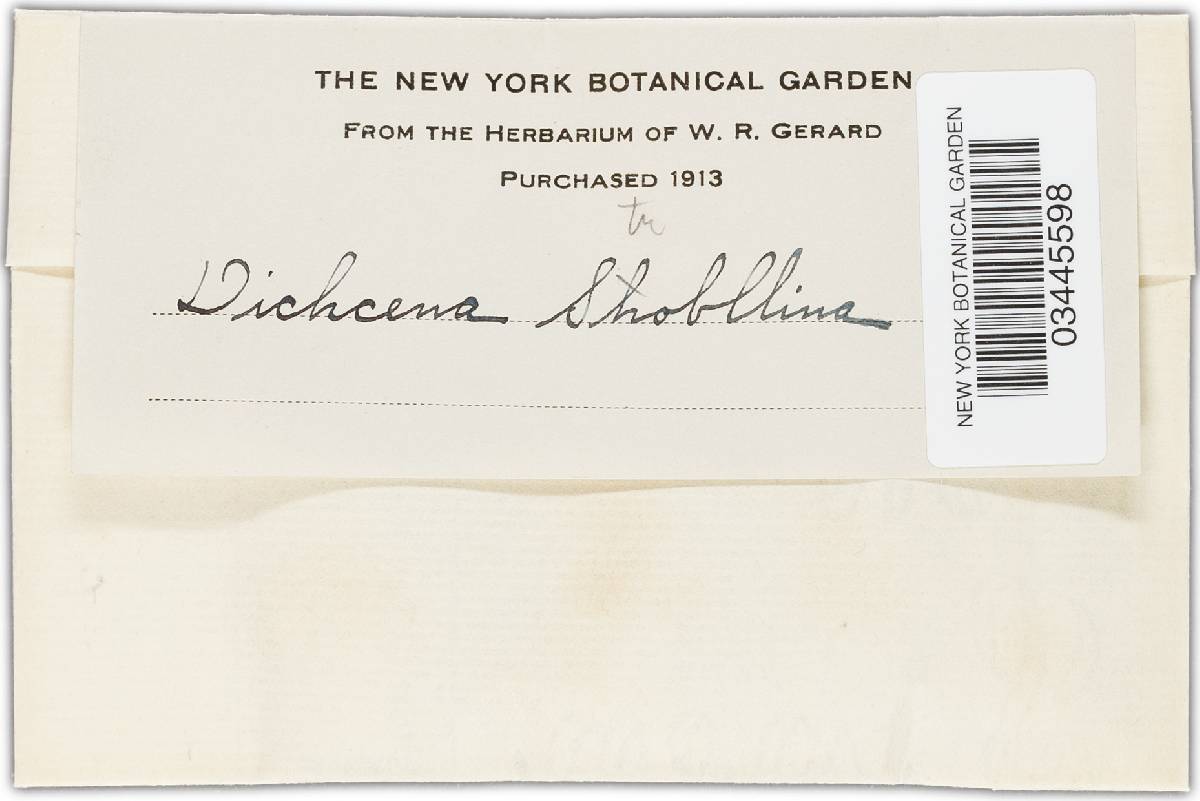 THE NEW YORK BOTANICAL GARDEN
FROM THE HERBARIUM OF W. R. GERARD
PURCHASED 1913
tr
Dichcena Shobllina
NEW YORK BOTANICAL GARDEN
03445598